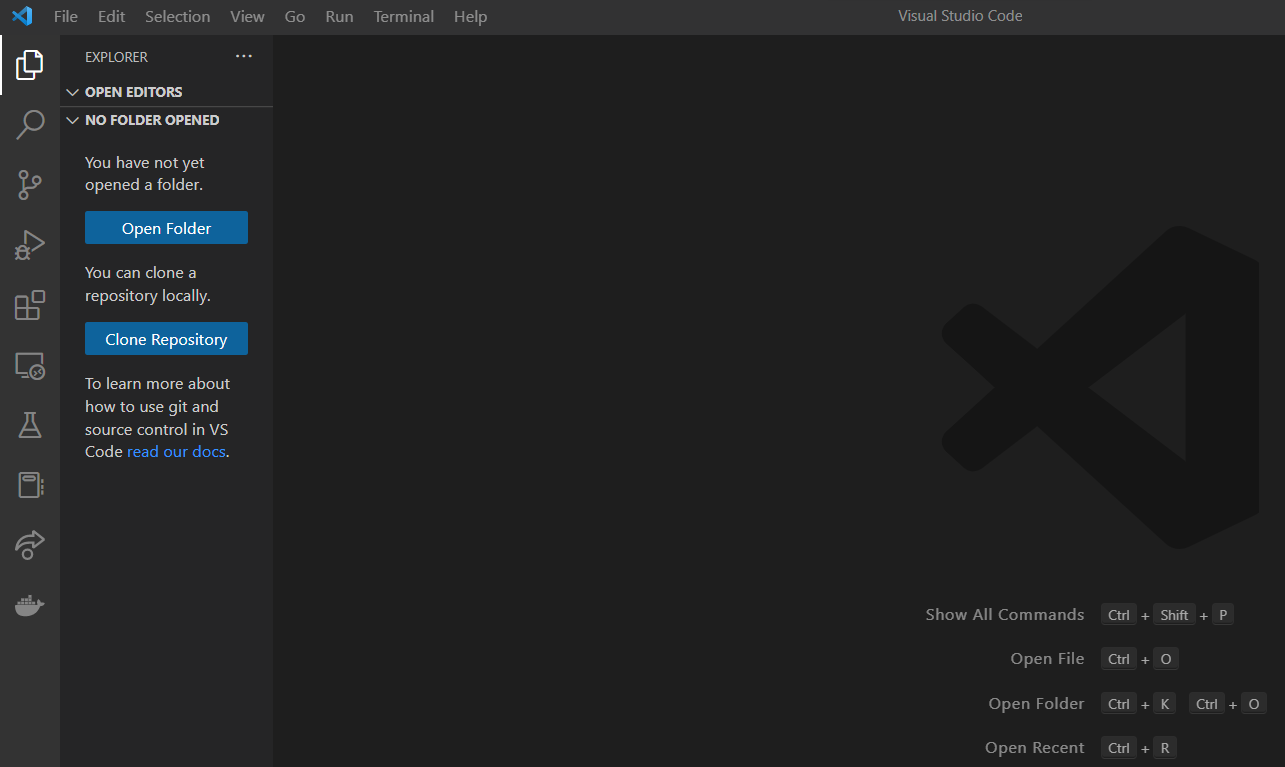 File Edit Selection View Go Run Terminal Help
Visual Studio Code
EXPLORER
OPEN EDITORS
NO FOLDER OPENED
You have not yet
opened a folder.
Open Folder
You can clone a
repository locally.
Clone Repository
To learn more about
how to use git and
source control in VS
Code read our docs.
Show All Commands Ctrl + Shift + P
Open File Ctrl + O
Open Folder Ctrl + K Ctrl + O
Open Recent Ctrl + R